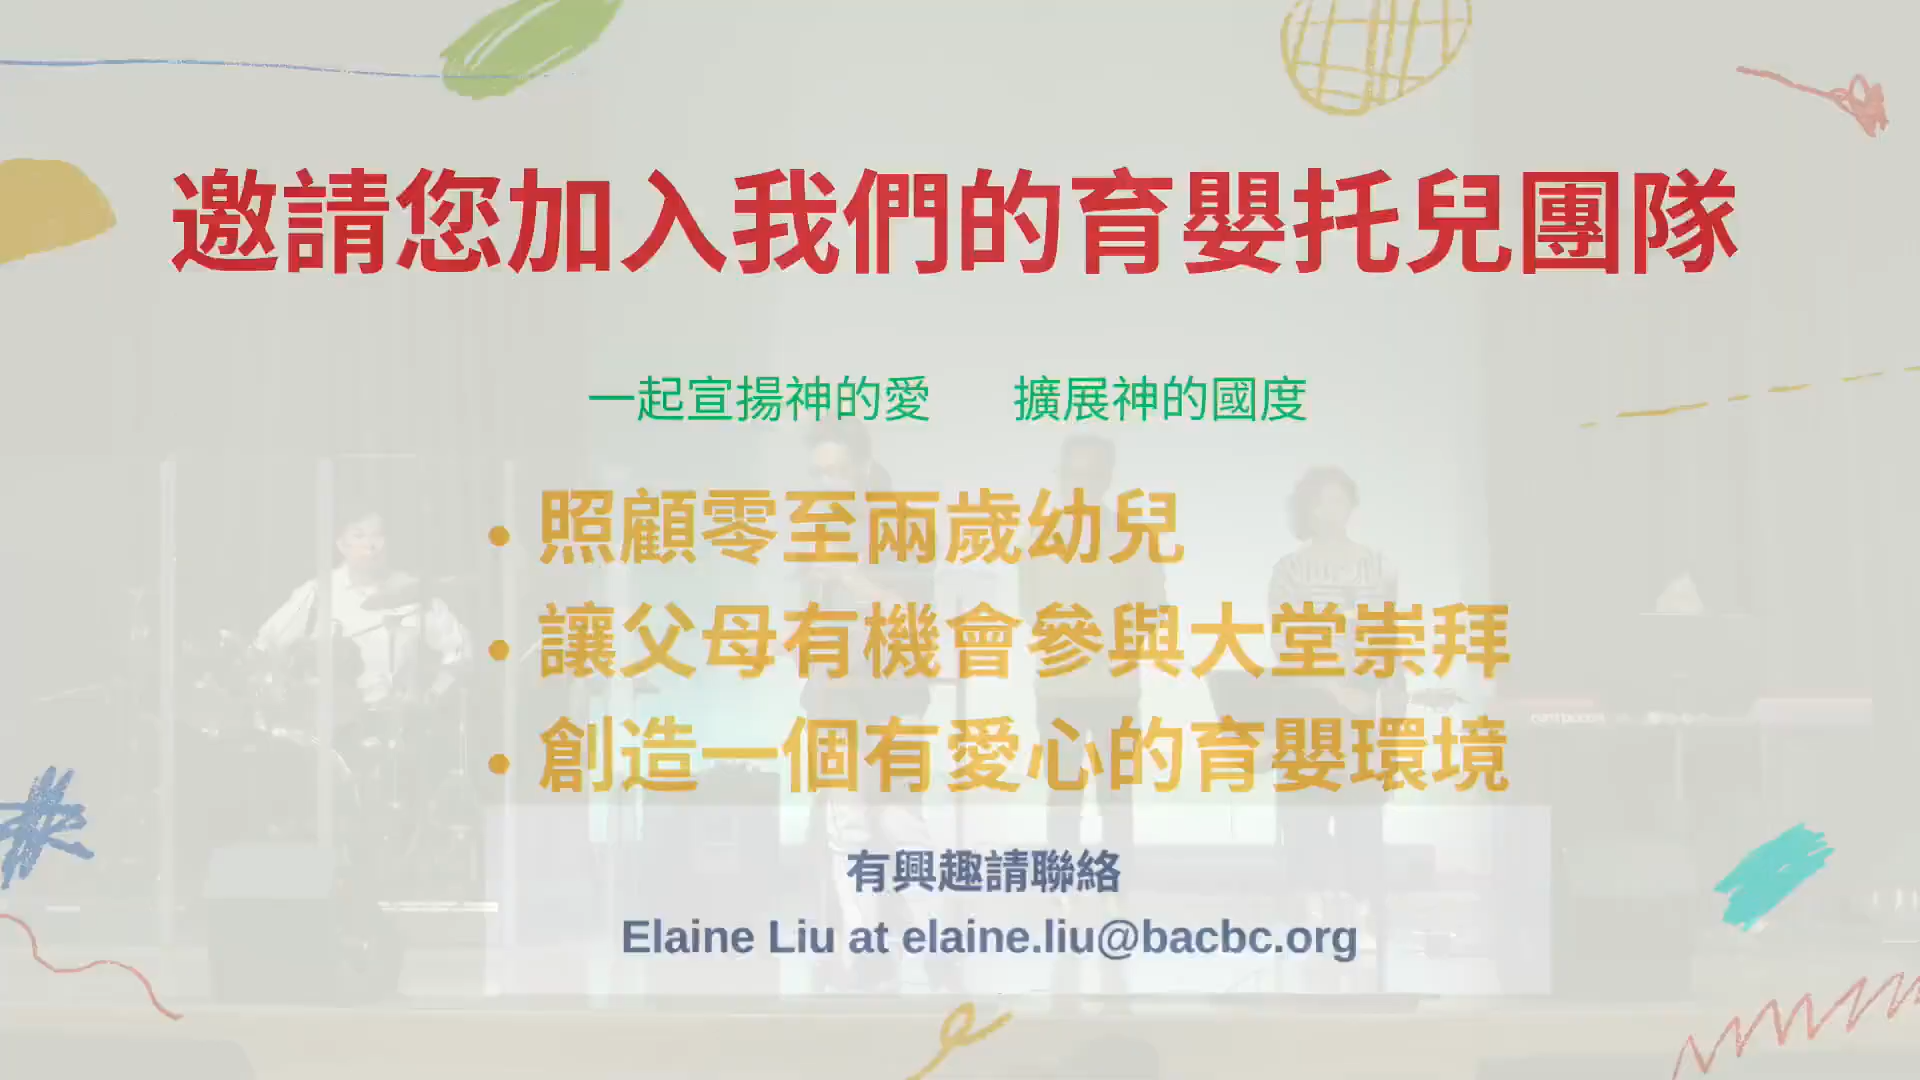 邀請您加入我們的育嬰托兒團隊
一起宣揚神的愛 擴展神的國度
• 照顧零至兩歲幼兒
• 讓父母有機會參與大堂崇拜
• 創造一個有愛心的育嬰環境
有興趣請聯絡
Elaine Liu at elaine.liu@bacbc.org